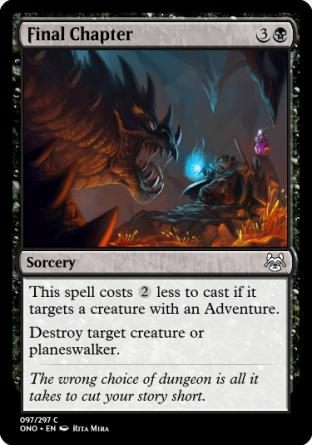 Final Chapter 3
Sorcery
This spell costs 2 less to cast if it
targets a creature with an Adventure.
Destroy target creature or
planeswalker.
The wrong choice of dungeon is all it
takes to cut your story short.
097/297 C
ONO • EN Rita Mira